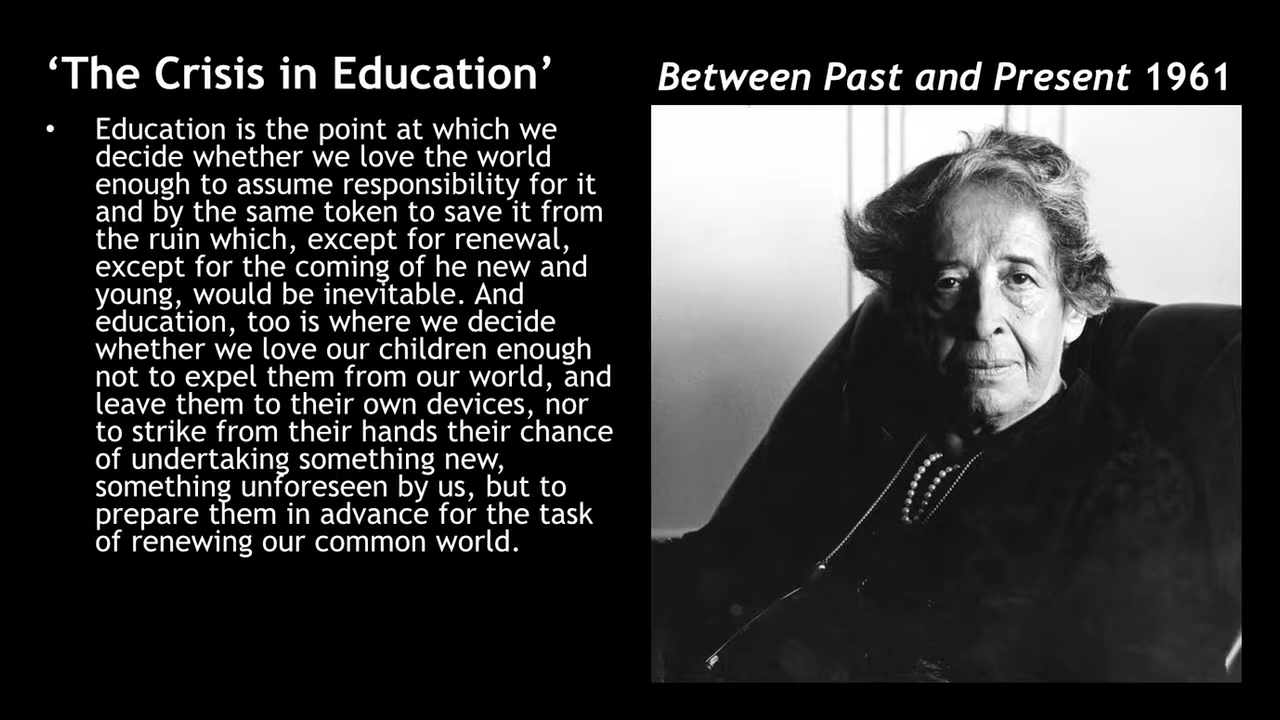 ‘The Crisis in Education’
Between Past and Present 1961
• Education is the point at which we
decide whether we love the world
enough to assume responsibility for it
and by the same token to save it from
the ruin which, except for renewal,
except for the coming of he new and
young, would be inevitable. And
education, too is where we decide
whether we love our children enough
not to expel them from our world, and
leave them to their own devices, nor
to strike from their hands their chance
of undertaking something new,
something unforeseen by us, but to
prepare them in advance for the task
of renewing our common world.